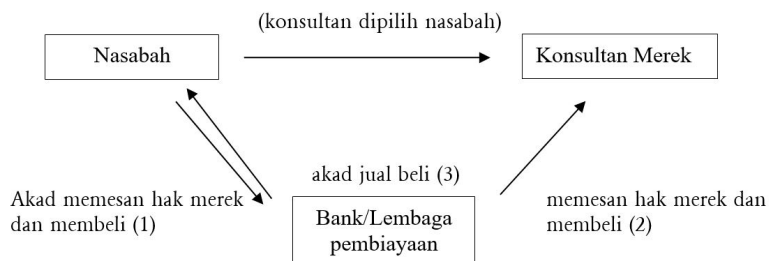 (konsultan dipilih nasabah)
Nasabah
Konsultan Merek
akad jual beli (3)
Akad memesan hak merek
dan membeli (1)
Bank/Lembaga
pembiayaan
memesan hak merek dan
membeli (2)